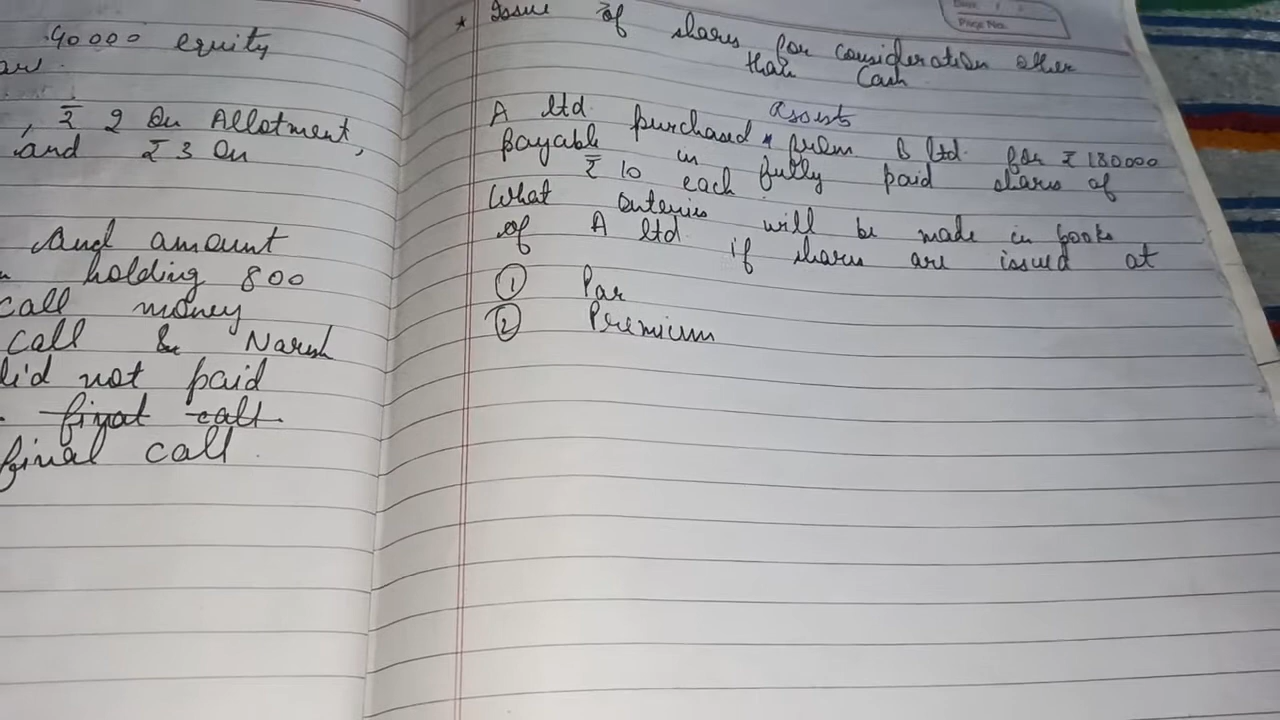 40000 equity
, ₹ 2 On Allotment,
and ₹ 3 On
And amount
holding 800
call money
call & Naresh
did not paid
final call
final call
* Issue of shares for consideration other
than Cash
A ltd. purchased assets from B ltd. for ₹ 180000
payable in fully paid shares of
₹ 10 each
What enteries will be made in books
of A ltd. if shares are issued at
① Par
② Premium
Page No.